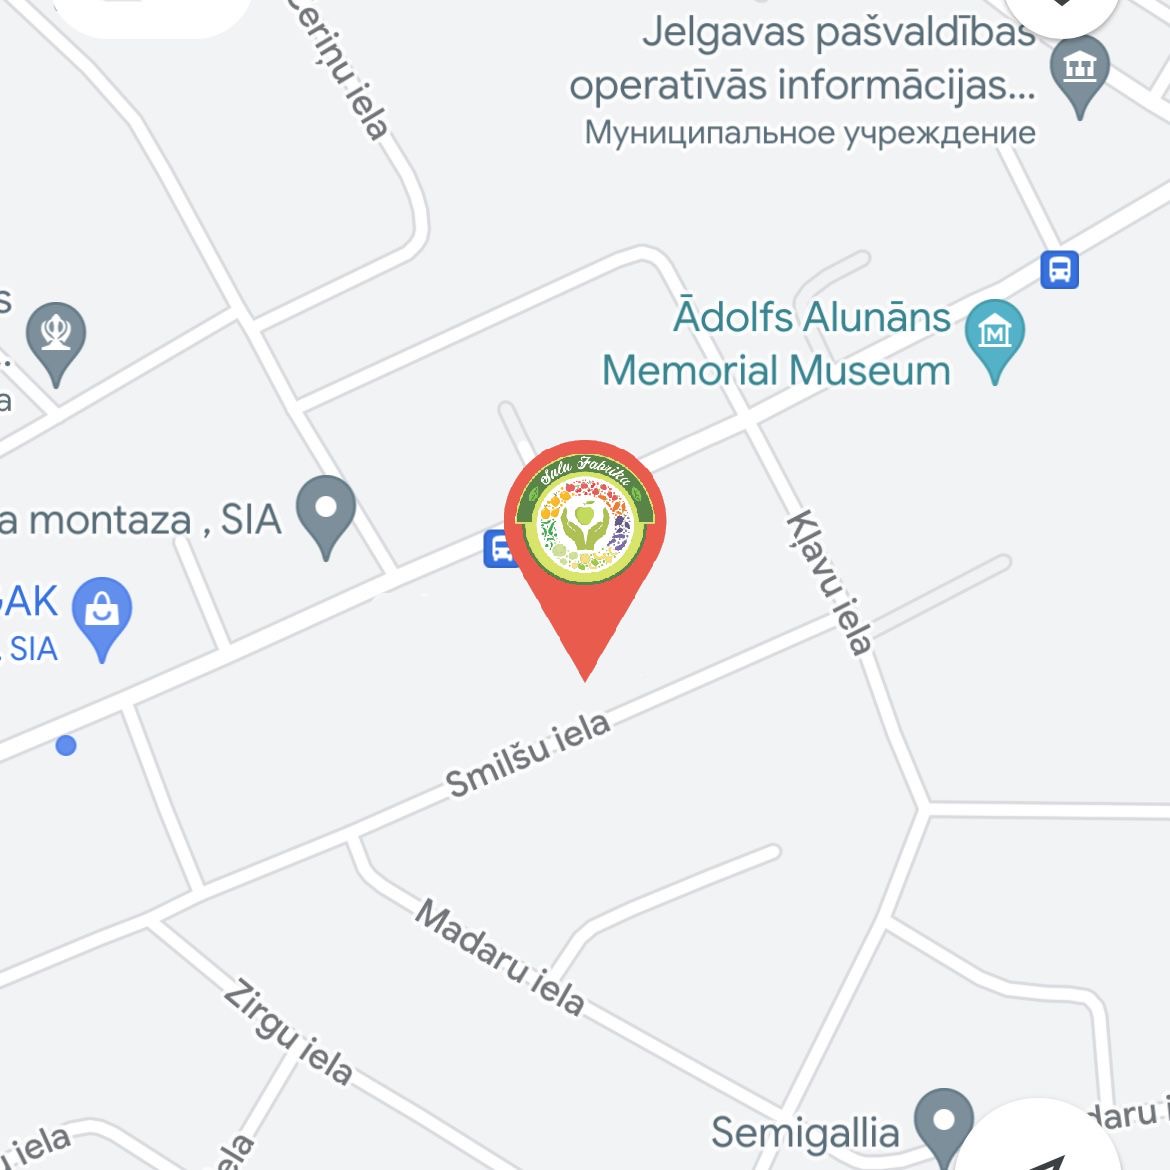 Ceriņu iela
Jelgavas pašvaldības
operatīvās informācijas...
Муниципальное учреждение
Ādolfs Alunāns
Memorial Museum
s
...
a
Sulu Fabrika
a montaza , SIA
GAK
, SIA
Kļavu iela
Smilšu iela
Madaru iela
Zirgu iela
Semigallia
daru i
u iela
ela